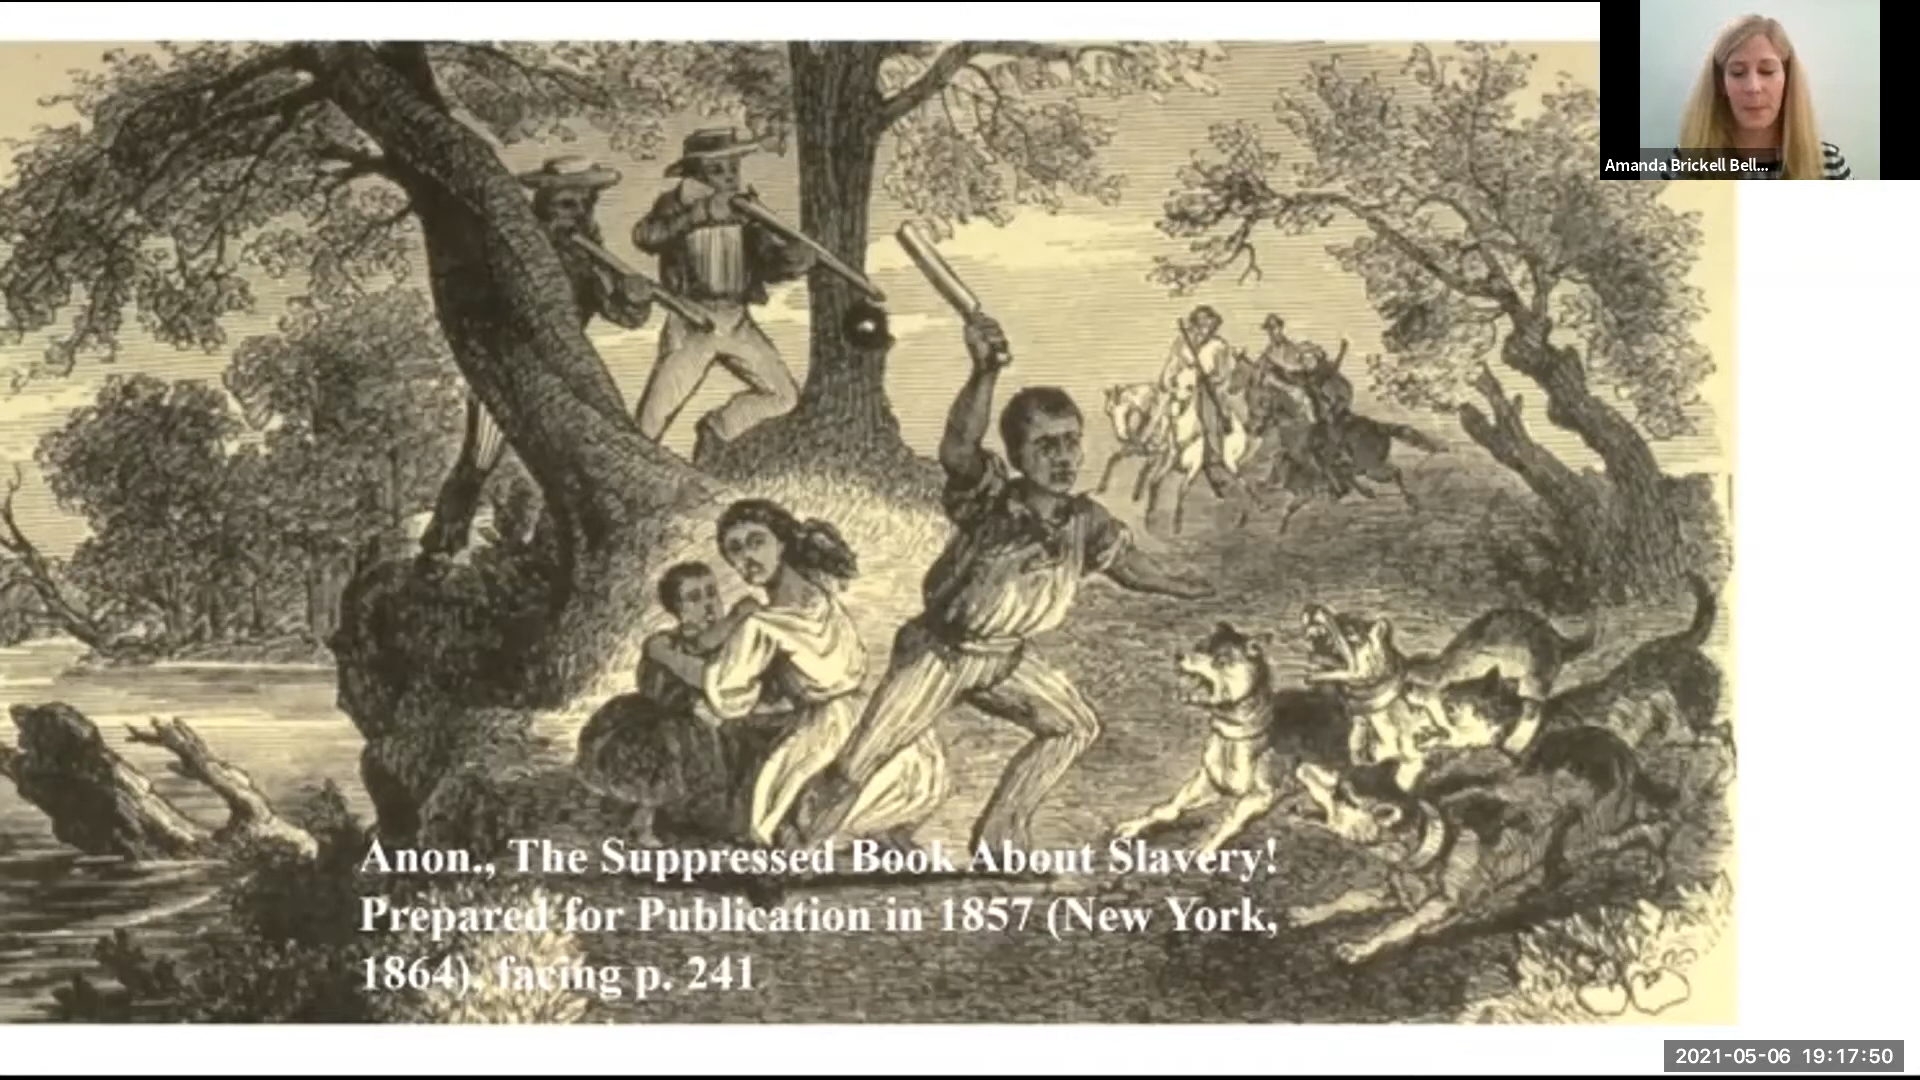 Amanda Brickell Bell...
Anon., The Suppressed Book About Slavery!
Prepared for Publication in 1857 (New York,
1864), facing p. 241
2021-05-06 19:17:50